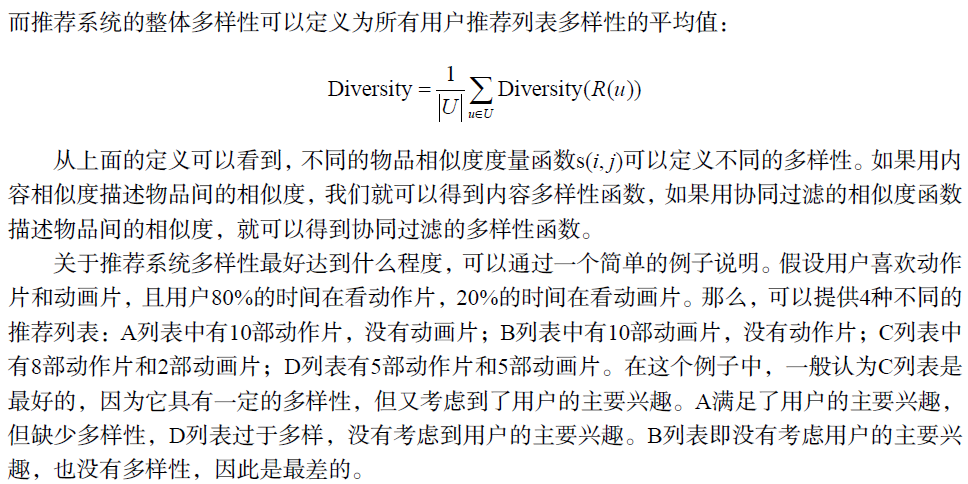 而推荐系统的整体多样性可以定义为所有用户推荐列表多样性的平均值：
Diversity = \frac{1}{|U|} \sum_{u \in U} Diversity(R(u))
从上面的定义可以看到，不同的物品相似度度量函数s(i, j)可以定义不同的多样性。如果用内
容相似度描述物品间的相似度，我们就可以得到内容多样性函数，如果用协同过滤的相似度函数
描述物品间的相似度，就可以得到协同过滤的多样性函数。
关于推荐系统多样性最好达到什么程度，可以通过一个简单的例子说明。假设用户喜欢动作
片和动画片，且用户80%的时间在看动作片，20%的时间在看动画片。那么，可以提供4种不同的
推荐列表：A列表中有10部动作片，没有动画片；B列表中有10部动画片，没有动作片；C列表中
有8部动作片和2部动画片；D列表有5部动作片和5部动画片。在这个例子中，一般认为C列表是
最好的，因为它具有一定的多样性，但又考虑到了用户的主要兴趣。A满足了用户的主要兴趣，
但缺少多样性，D列表过于多样，没有考虑到用户的主要兴趣。B列表即没有考虑用户的主要兴
趣，也没有多样性，因此是最差的。